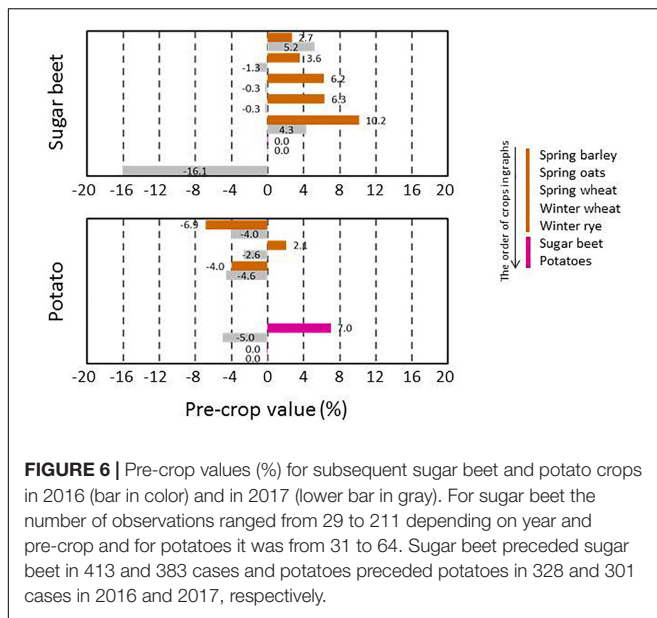 Sugar beet
2.7
5.2
3.6
-1.3
6.2
-0.3
6.3
-0.3
10.2
4.3
0.0
0.0
-16.1
-20 -16 -12 -8 -4 0 4 8 12 16 20
Potato
-6.9
-4.0
2.1
-2.6
-4.0
-4.6
7.0
-5.0
0.0
0.0
-20 -16 -12 -8 -4 0 4 8 12 16 20
Pre-crop value (%)
The order of crops ingraphs
Spring barley
Spring oats
Spring wheat
Winter wheat
Winter rye
Sugar beet
Potatoes
FIGURE 6 | Pre-crop values (%) for subsequent sugar beet and potato crops
in 2016 (bar in color) and in 2017 (lower bar in gray). For sugar beet the
number of observations ranged from 29 to 211 depending on year and
pre-crop and for potatoes it was from 31 to 64. Sugar beet preceded sugar
beet in 413 and 383 cases and potatoes preceded potatoes in 328 and 301
cases in 2016 and 2017, respectively.